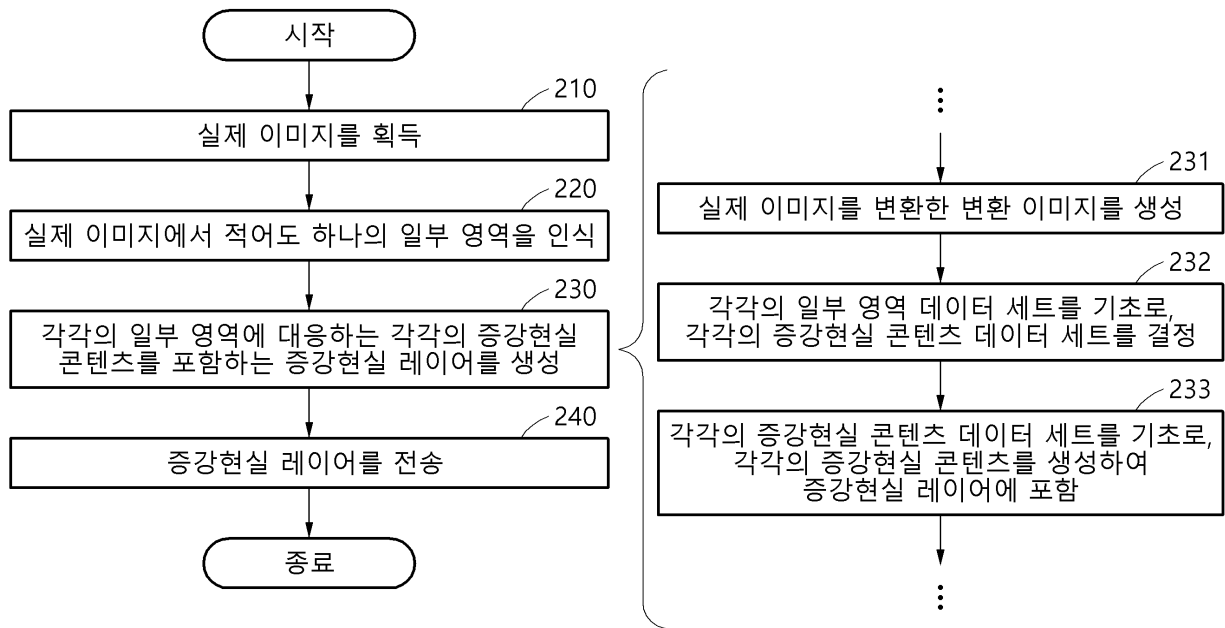 시작
210
실제 이미지를 획득
220
실제 이미지에서 적어도 하나의 일부 영역을 인식
230
각각의 일부 영역에 대응하는 각각의 증강현실
콘텐츠를 포함하는 증강현실 레이어를 생성
240
증강현실 레이어를 전송
종료
231
실제 이미지를 변환한 변환 이미지를 생성
232
각각의 일부 영역 데이터 세트를 기초로,
각각의 증강현실 콘텐츠 데이터 세트를 결정
233
각각의 증강현실 콘텐츠 데이터 세트를 기초로,
각각의 증강현실 콘텐츠를 생성하여
증강현실 레이어에 포함